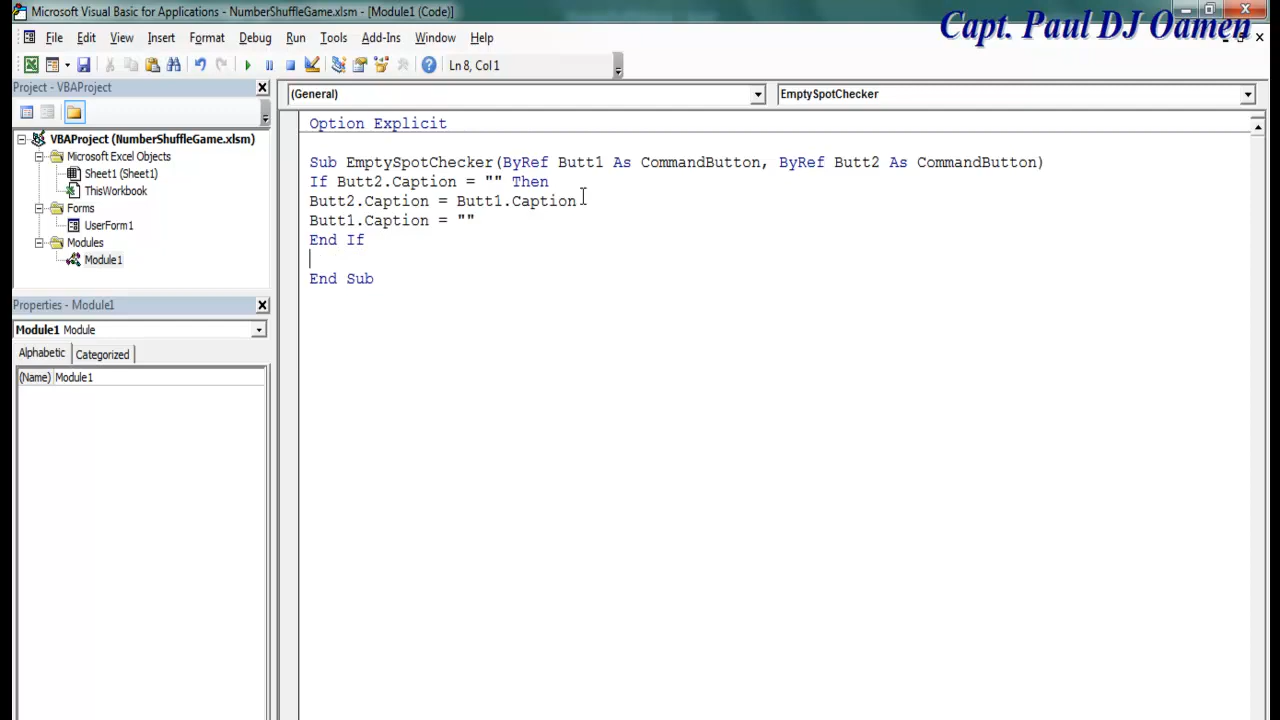 Microsoft Visual Basic for Applications - NumberShuffleGame.xlsm - [Module1 (Code)]
Capt. Paul DJ Oamen
File Edit View Insert Format Debug Run Tools Add-Ins Window Help
Ln 8, Col 1
Project - VBAProject
(General)
EmptySpotChecker
VBAProject (NumberShuffleGame.xlsm)
Microsoft Excel Objects
Sheet1 (Sheet1)
ThisWorkbook
Forms
UserForm1
Modules
Module1
Properties - Module1
Module1 Module
Alphabetic Categorized
(Name) Module1
Option Explicit
Sub EmptySpotChecker(ByRef Butt1 As CommandButton, ByRef Butt2 As CommandButton)
If Butt2.Caption = "" Then
Butt2.Caption = Butt1.Caption
Butt1.Caption = ""
End If
End Sub